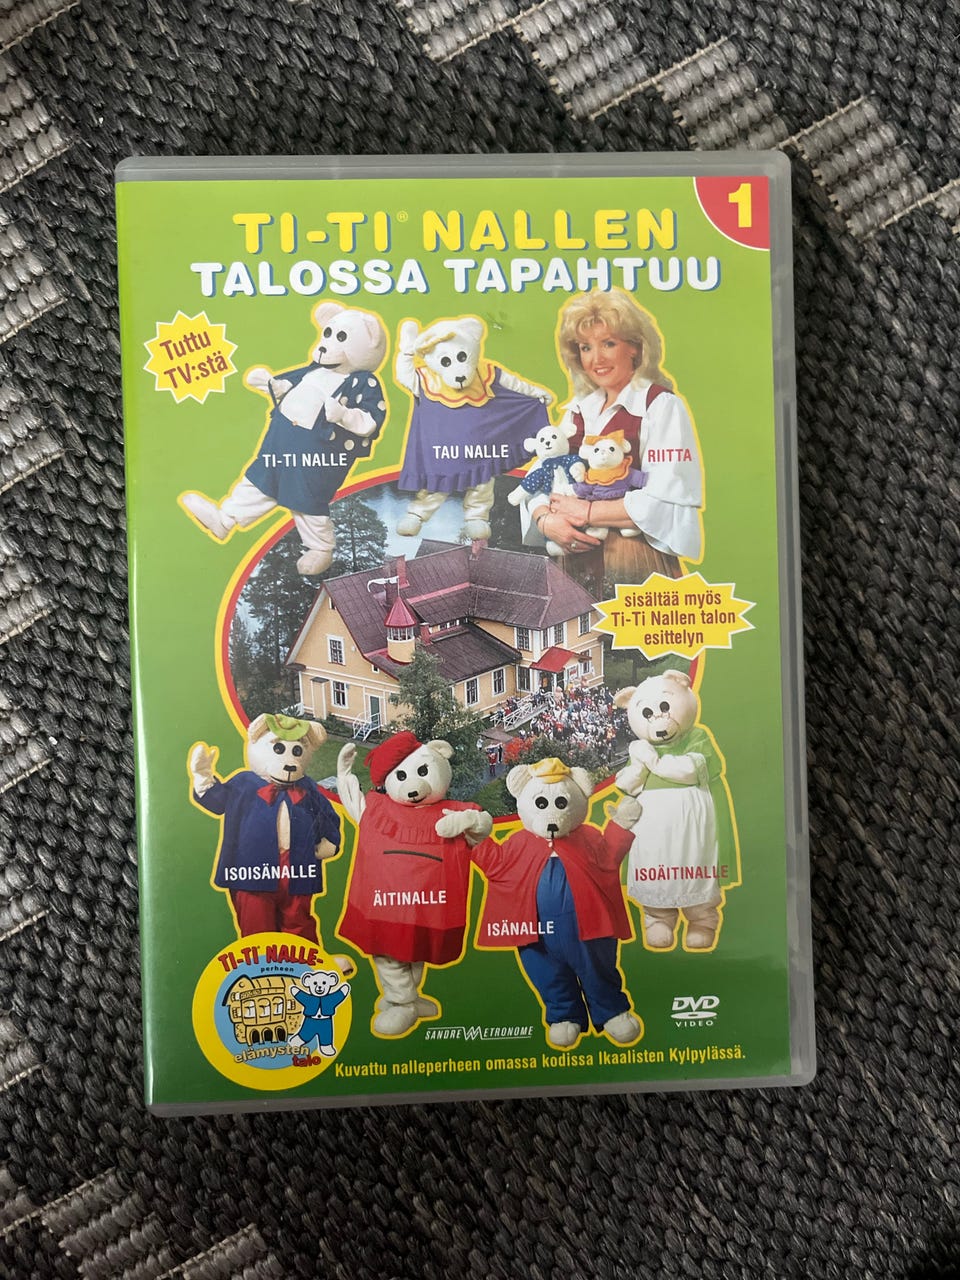 1
TI-TI® NALLEN
TALOSSA TAPAHTUU
Tuttu
TV:stä
TI-TI NALLE
TAU NALLE
RIITTA
sisältää myös
Ti-Ti Nallen talon
esittelyn
ISOISÄNALLE
ÄITINALLE
ISÄNALLE
ISOÄITINALLE
TI-TI® NALLE-
perheen
elämysten
talo
SANDREMETRONOME
DVD
VIDEO
Kuvattu nalleperheen omassa kodissa Ikaalisten Kylpylässä.